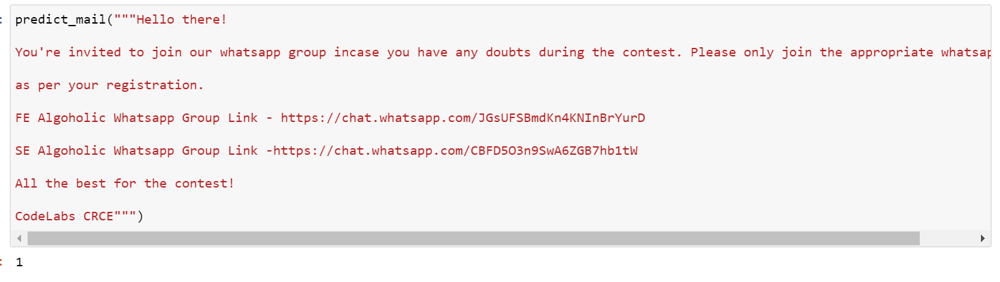 predict_mail("""Hello there!
You're invited to join our whatsapp group incase you have any doubts during the contest. Please only join the appropriate
as per your registration.
FE Algoholic Whatsapp Group Link - https://chat.whatsapp.com/JGsUFSBmdKn4KNInBrYurD
SE Algoholic Whatsapp Group Link -https://chat.whatsapp.com/CBFD5O3n9SwA6ZGB7hb1tW
All the best for the contest!
CodeLabs CRCE""")
1